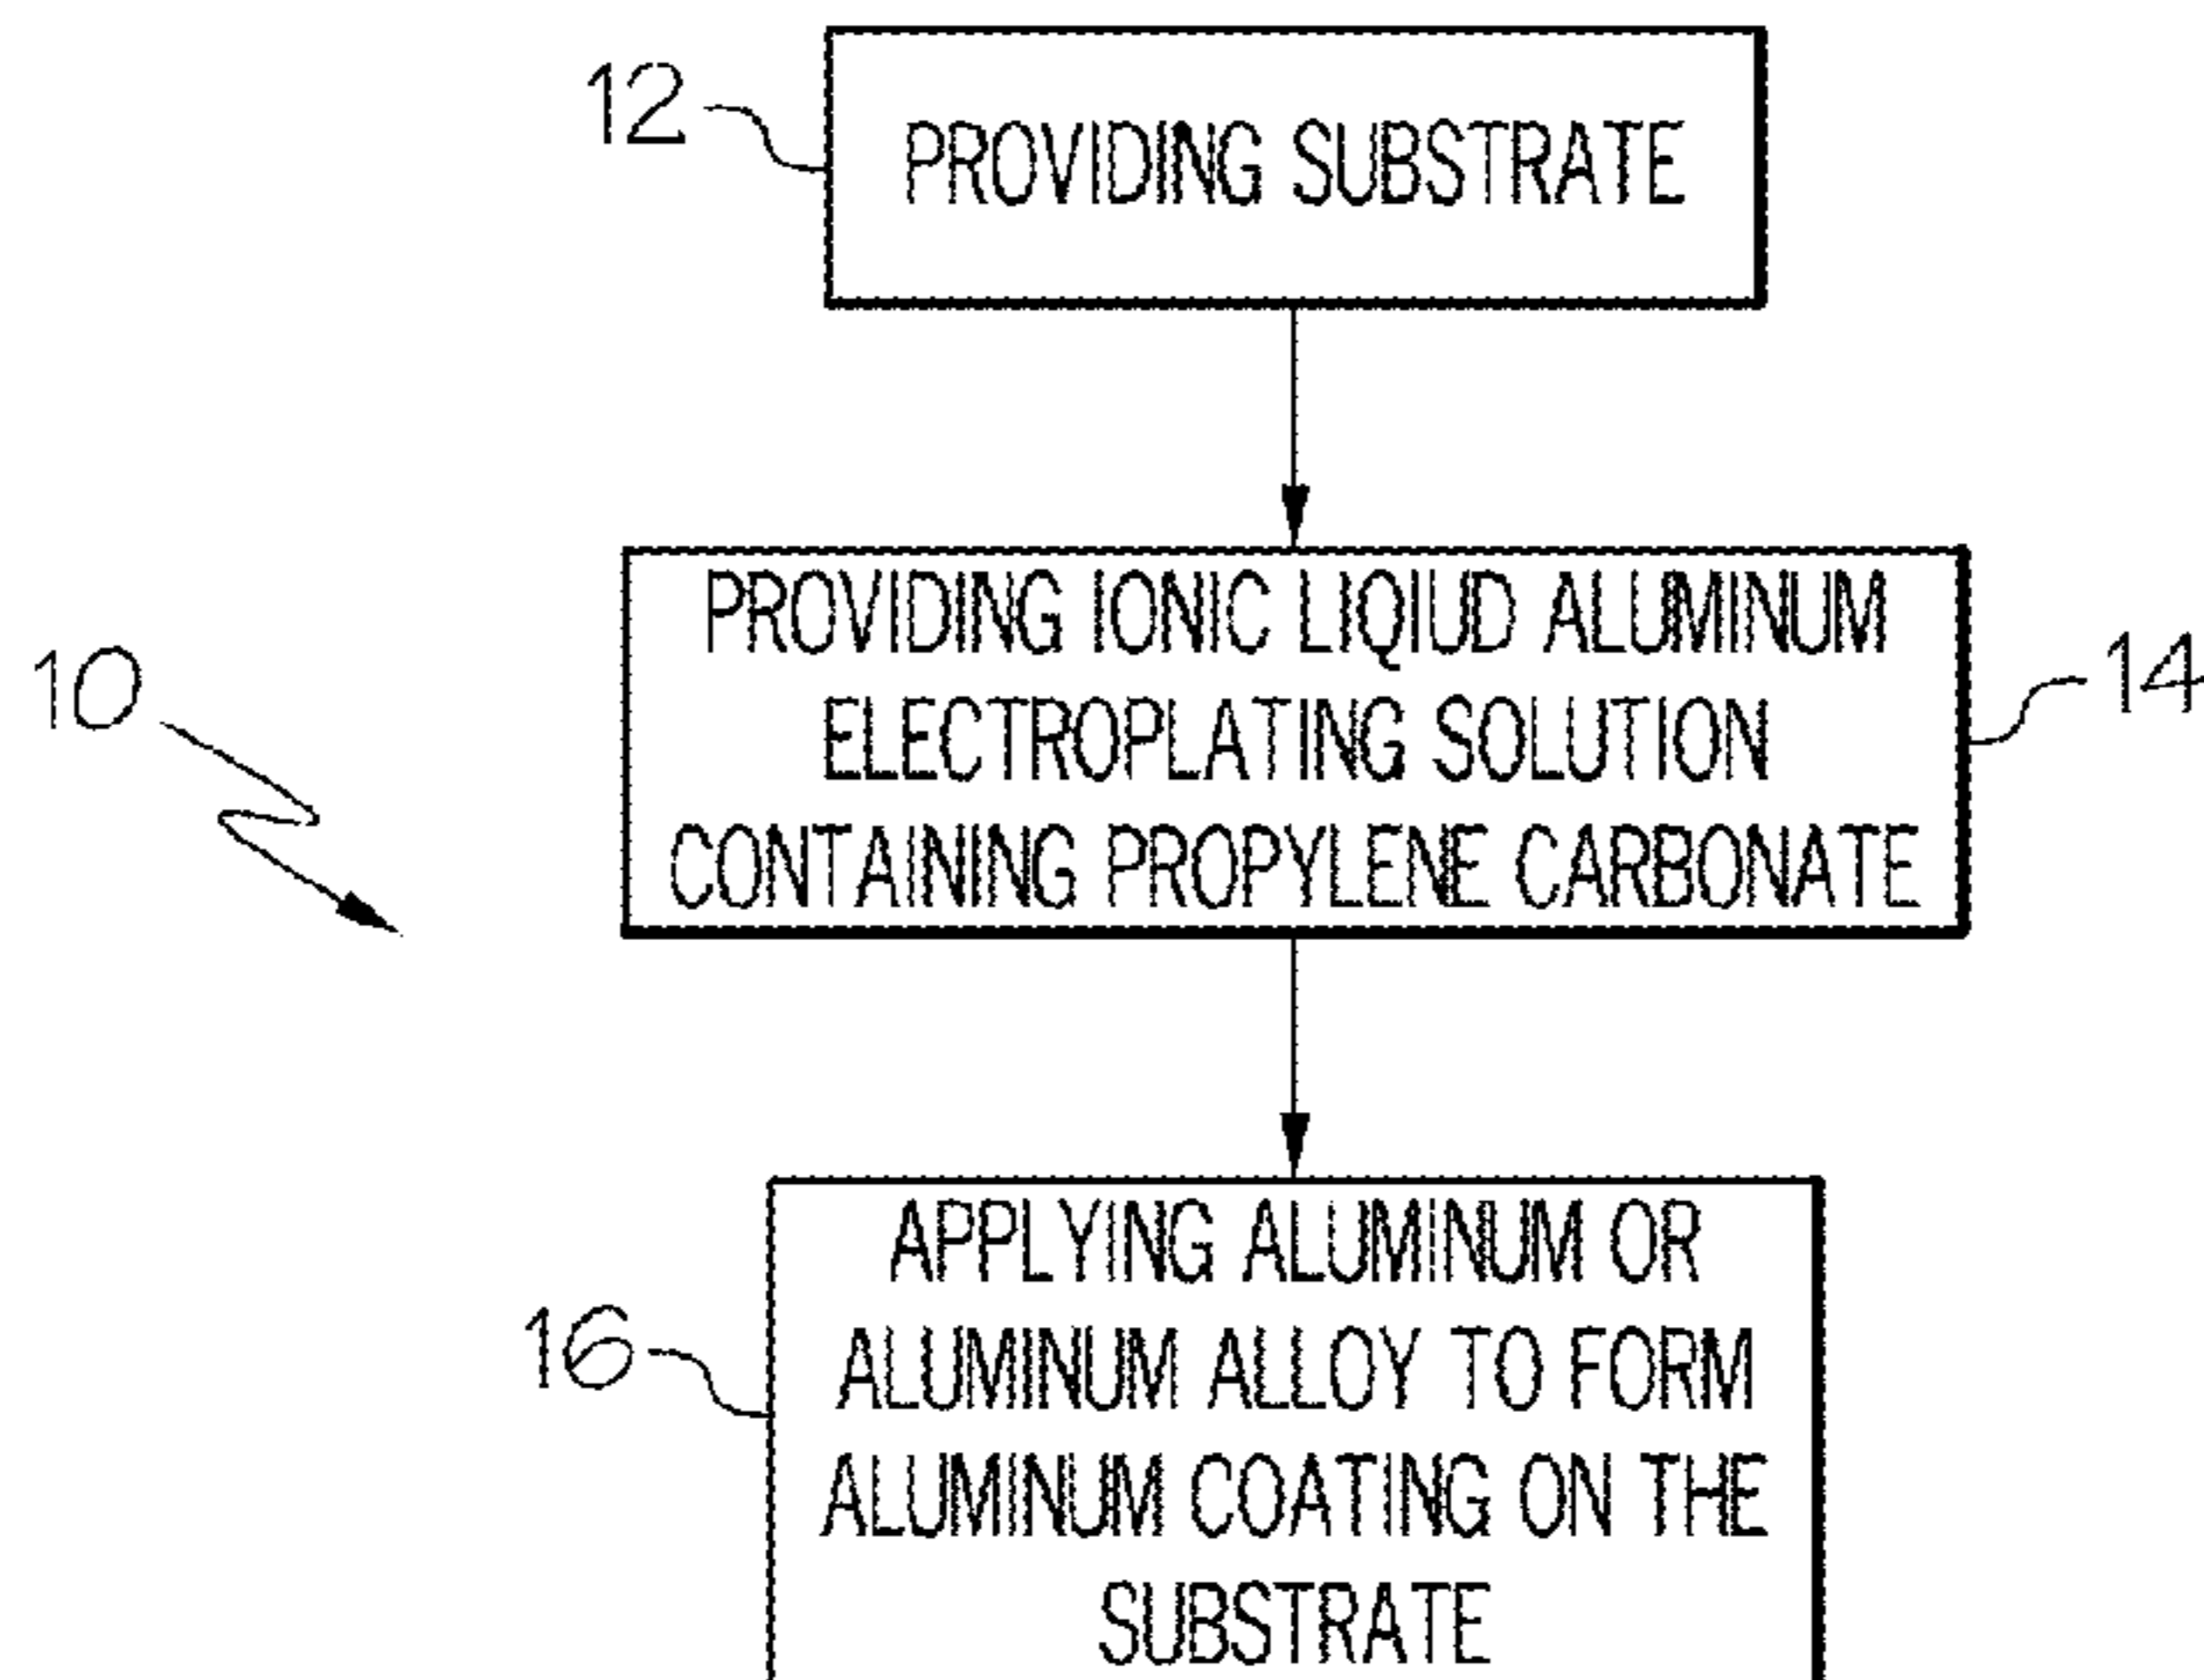 12
PROVIDING SUBSTRATE
10
PROVIDING IONIC LIQIUD ALUMINUM
ELECTROPLATING SOLUTION
CONTAINING PROPYLENE CARBONATE
14
16
APPLYING ALUMINUM OR
ALUMINUM ALLOY TO FORM
ALUMINUM COATING ON THE
SUBSTRATE